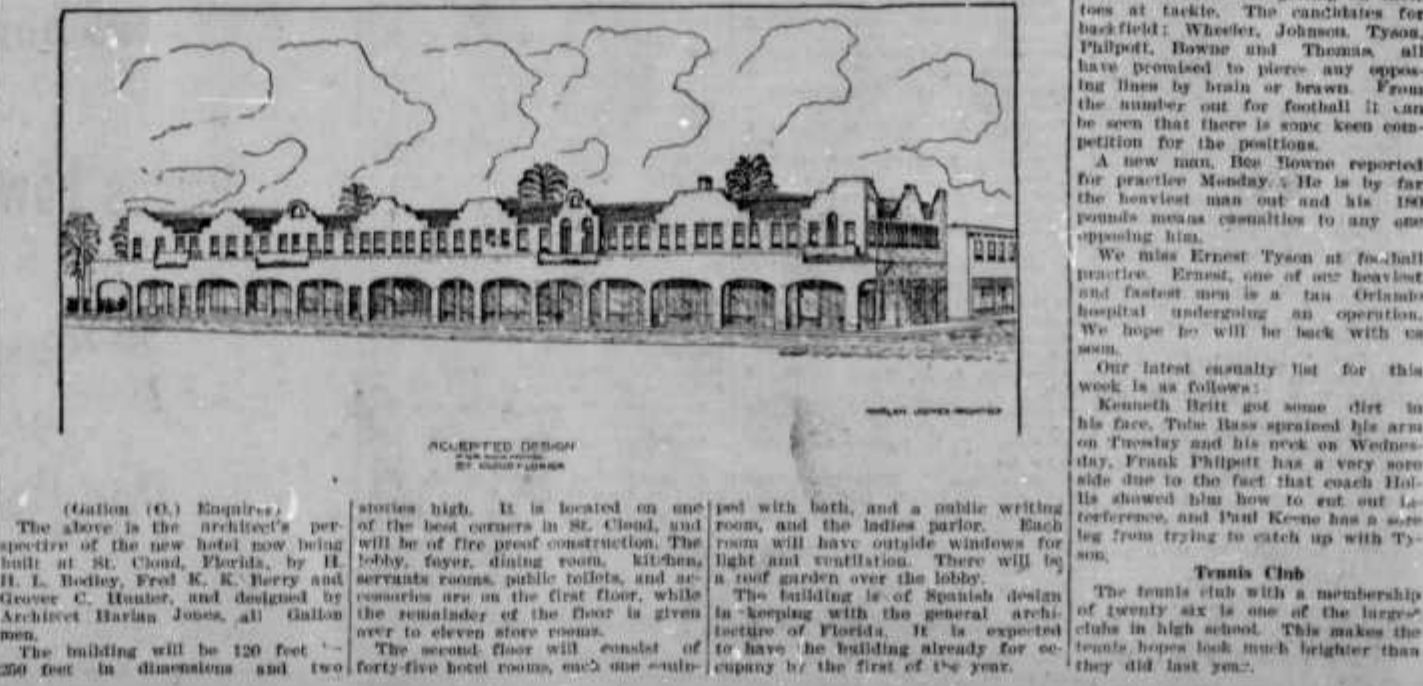 HARLAN JONES ARCHITECT
ACCEPTED DESIGN
FOR NEW HOTEL
ST. CLOUD FLORIDA
(Galion (O.) Enquirer)
The above is the architect's per-
spective of the new hotel now being
built at St. Cloud, Florida, by H.
H. L. Bodley, Fred K. K. Berry and
Grover C. Hunter, and designed by
Architect Harlan Jones, all Galion
men.
The building will be 120 feet
250 feet in dimensions and two
stories high. It is located on one
of the best corners in St. Cloud, and
will be of fire proof construction. The
lobby, foyer, dining room, kitchen,
servants rooms, public toilets, and ac-
cessories are on the first floor, while
the remainder of the floor is given
over to eleven store rooms.
The second floor will consist of
forty-five hotel rooms, each one equip-
ped with bath, and a public writing
room, and the ladies parlor. Each
room will have outside windows for
light and ventilation. There will be
a roof garden over the lobby.
The building is of Spanish design
in keeping with the general archi-
tecture of Florida. It is expected
to have the building already for oc-
cupancy by the first of the year.
toes at tackle. The candidates for
backfield: Wheeler, Johnson, Tyson,
Philpott, Bowne and Thomas, all
have promised to pierce any oppos-
ing lines by brain or brawn. From
the number out for football it can
be seen that there is some keen com-
petition for the positions.
A new man, Bee Bowne reported
for practice Monday. He is by far
the heaviest man out and his 180
pounds means casualties to any one
opposing him.
We miss Ernest Tyson at football
practice. Ernest, one of our heaviest
and fastest men is a tan Orlando
hospital undergoing an operation.
We hope he will be back with us
soon.
Our latest casualty list for this
week is as follows:
Kenneth Britt got some dirt in
his face, Tube Bass sprained his arm
on Tuesday and his neck on Wednes-
day, Frank Philpott has a very sore
side due to the fact that coach Hol-
lis showed him how to cut out in-
terference, and Paul Keene has a sore
leg from trying to catch up with Ty-
son.
Tennis Club
The tennis club with a membership
of twenty six is one of the largest
clubs in high school. This makes the
tennis hopes look much brighter than
they did last year.